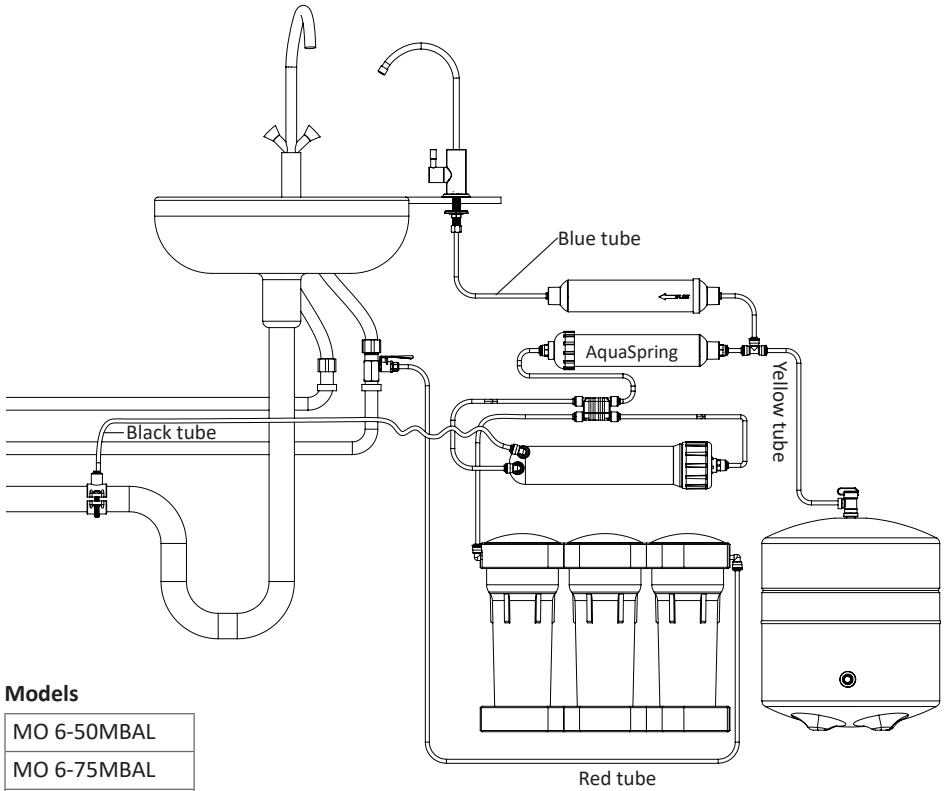 Blue tube
AquaSpring
Yellow tube
Black tube
Models
MO 6-50MBAL
MO 6-75MBAL
Red tube